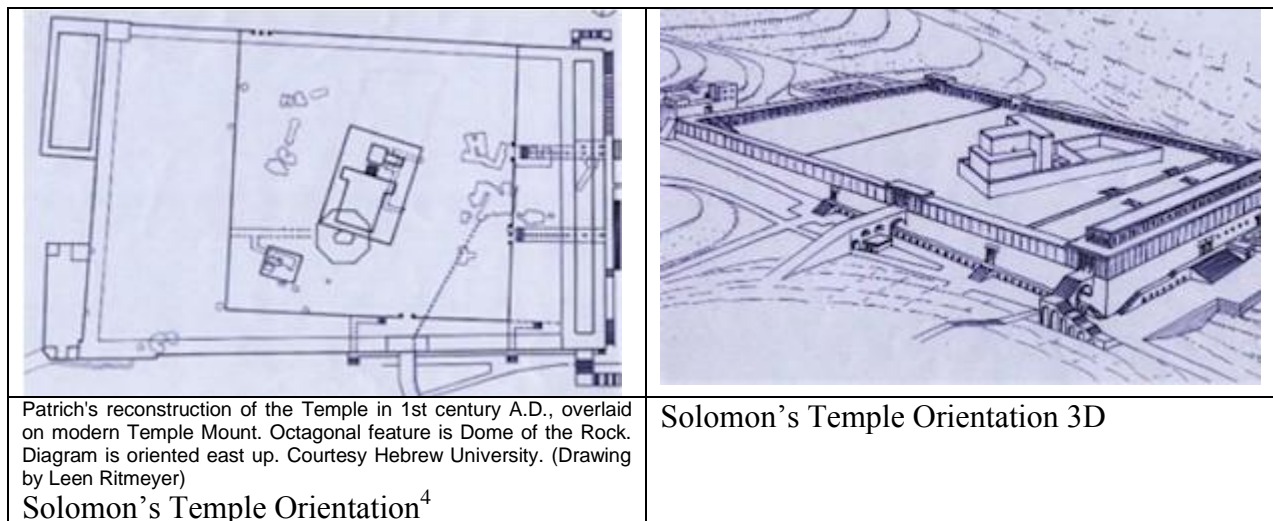 Patrich's reconstruction of the Temple in 1st century A.D., overlaid
on modern Temple Mount. Octagonal feature is Dome of the Rock.
Diagram is oriented east up. Courtesy Hebrew University. (Drawing
by Leen Ritmeyer)
Solomon’s Temple Orientation⁴
Solomon’s Temple Orientation 3D